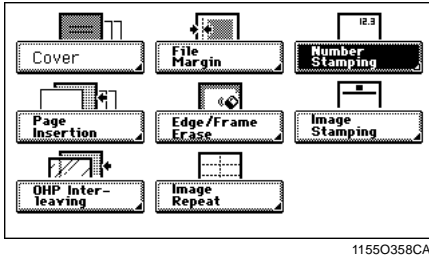 12.3
Cover
File
Margin
Number
Stamping
Page
Insertion
Edge/Frame
Erase
Image
Stamping
OHP Inter-
leaving
Image
Repeat
1155O358CA